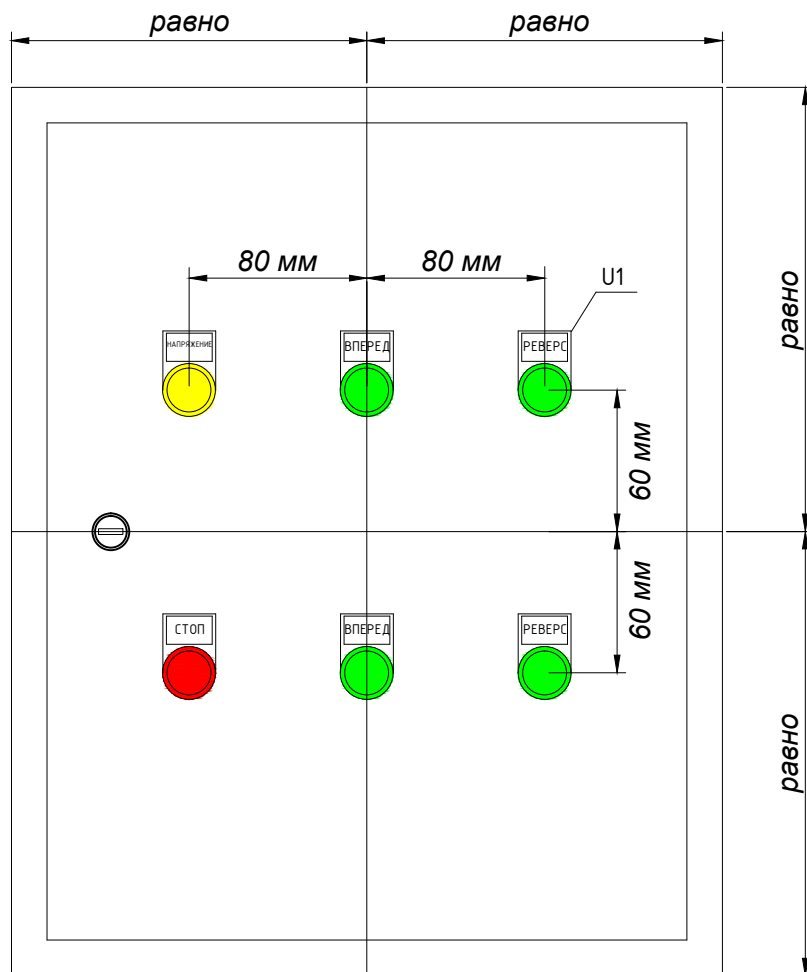 равно равно
80 мм 80 мм
U1
НАПРЯЖЕНИЕ ВПЕРЕД РЕВЕРС
равно
60 мм
60 мм
СТОП ВПЕРЕД РЕВЕРС
равно